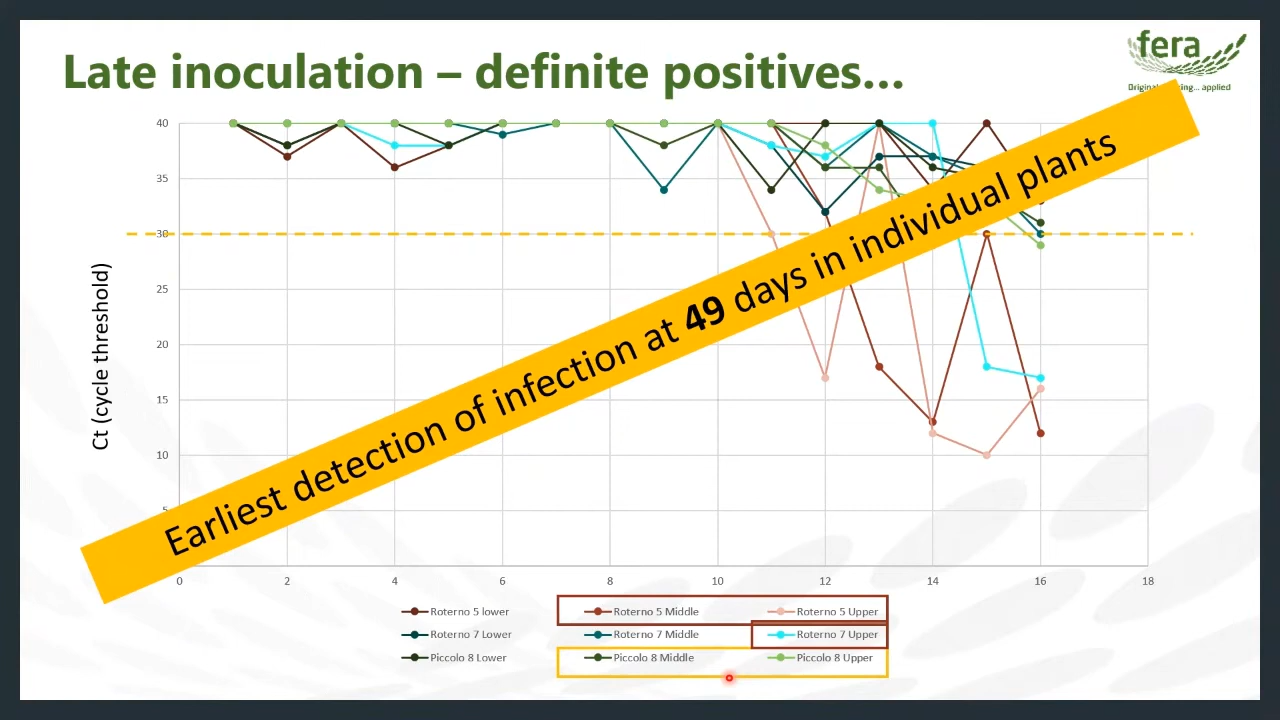 Late inoculation – definite positives...
fera
40
35
30
25
20
15
10
5
Ct (cycle threshold)
Earliest detection of infection at 49 days in individual plants
0 2 4 6 8 10 12 14 16 18
Roterno 5 lower Roterno 5 Middle Roterno 5 Upper
Roterno 7 Lower Roterno 7 Middle Roterno 7 Upper
Piccolo 8 Lower Piccolo 8 Middle Piccolo 8 Upper